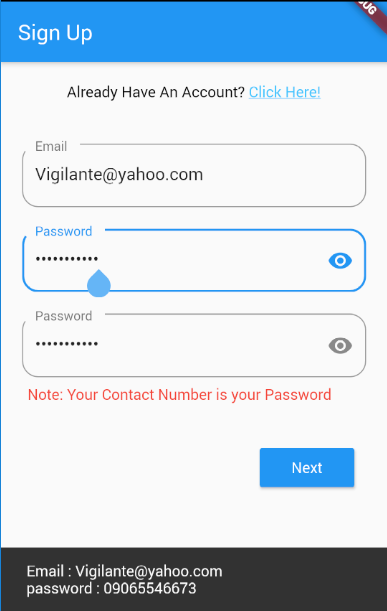 Sign Up
Already Have An Account? Click Here!
Email
Vigilante@yahoo.com
Password
•••••••••••
Password
•••••••••••
Note: Your Contact Number is your Password
Next
Email : Vigilante@yahoo.com
password : 09065546673